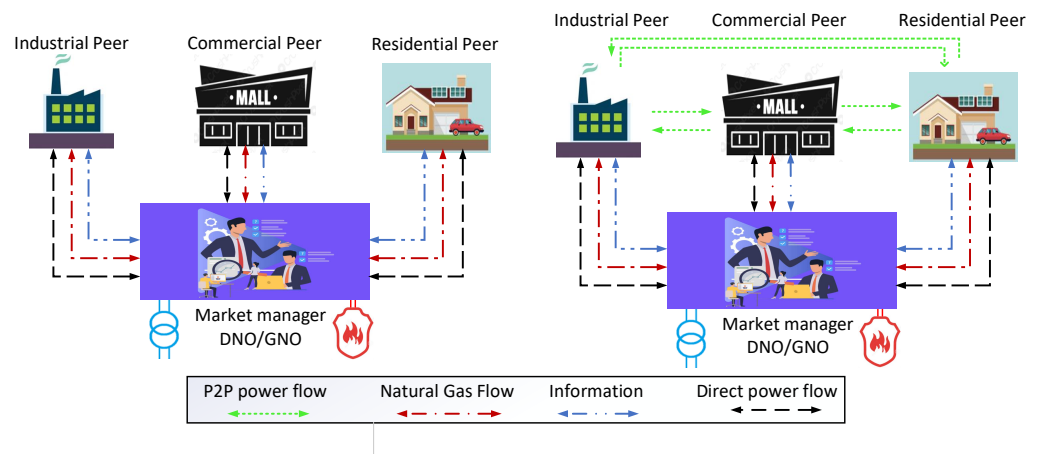 Industrial Peer
Commercial Peer
Residential Peer
MALL
Market manager
DNO/GNO
Industrial Peer
Commercial Peer
Residential Peer
MALL
Market manager
DNO/GNO
P2P power flow
Natural Gas Flow
Information
Direct power flow